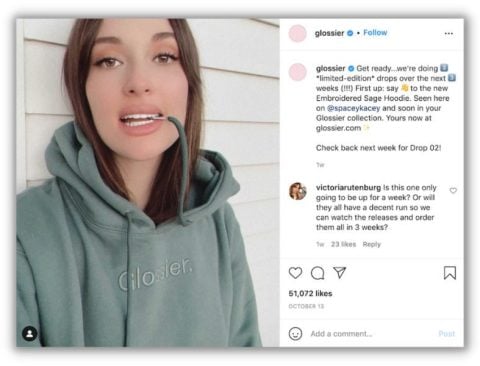 glossier • Follow
glossier Get ready...we're doing 2️⃣
*limited-edition* drops over the next 3️⃣
weeks (!!!) First up: say 👋 to the new
Embroidered Sage Hoodie. Seen here
on @spaceykacey and soon in your
Glossier collection. Yours now at
glossier.com ✨
Check back next week for Drop 02!
1w
victoriarutenburg Is this one only
going to be up for a week? Or will
they all have a decent run so we
can watch the releases and order
them all in 3 weeks?
1w 23 likes Reply
Glossier.
51,072 likes
OCTOBER 13
Add a comment... Post